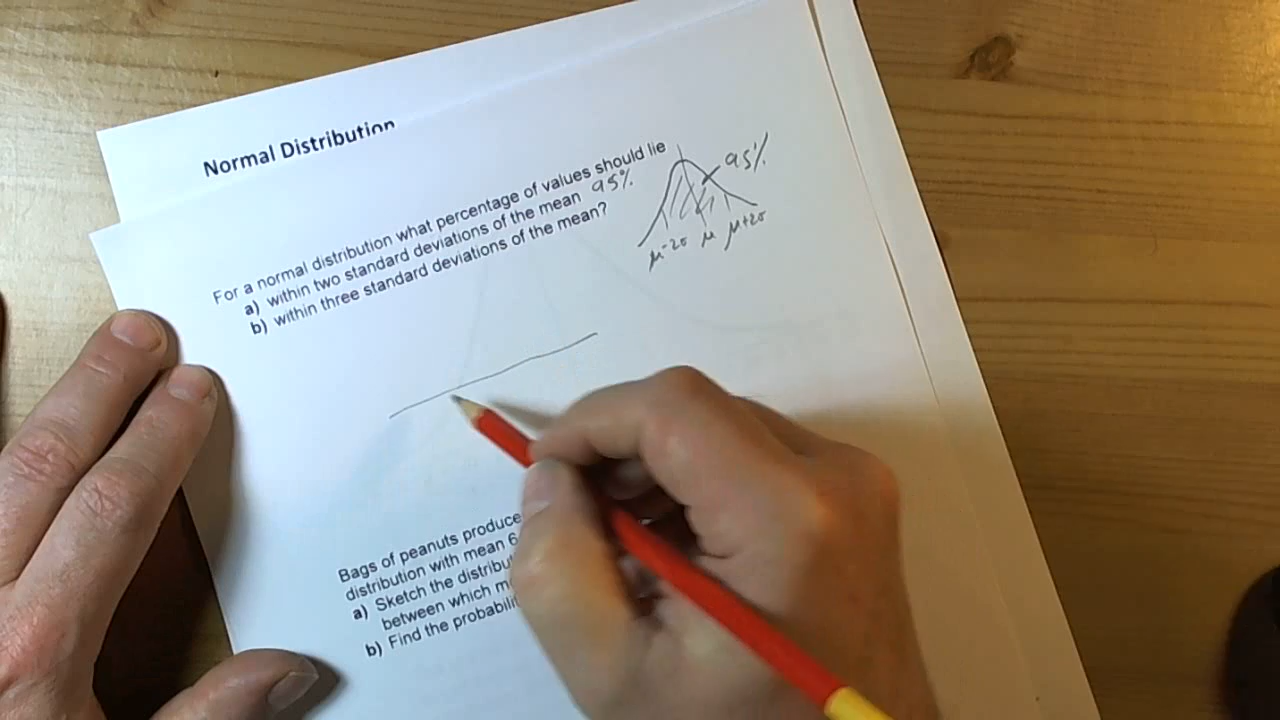 Normal Distribution
For a normal distribution what percentage of values should lie
a) within two standard deviations of the mean 95%
b) within three standard deviations of the mean?
95%
μ-2σ μ μ+2σ
Bags of peanuts produce
distribution with mean 6
a) Sketch the distribu
between which m
b) Find the probabili